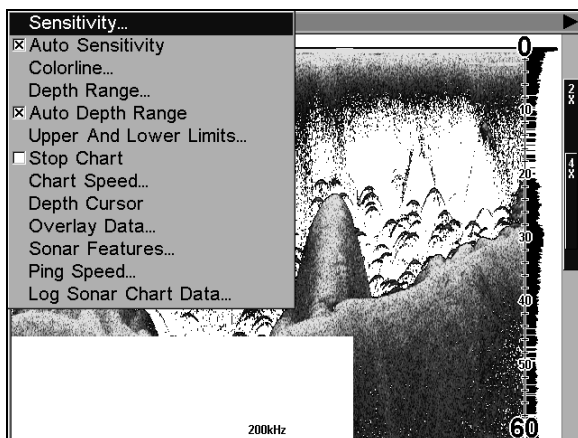 Sensitivity...
Auto Sensitivity
Colorline...
Depth Range...
Auto Depth Range
Upper And Lower Limits...
Stop Chart
Chart Speed...
Depth Cursor
Overlay Data...
Sonar Features...
Ping Speed...
Log Sonar Chart Data...
0
10
20
30
40
50
60
2X
4X
200kHz